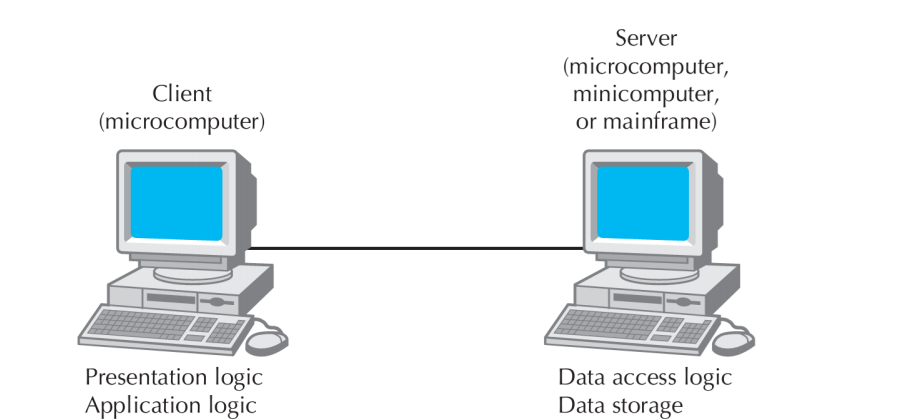 Client
(microcomputer)
Server
(microcomputer,
minicomputer,
or mainframe)
Presentation logic
Application logic
Data access logic
Data storage